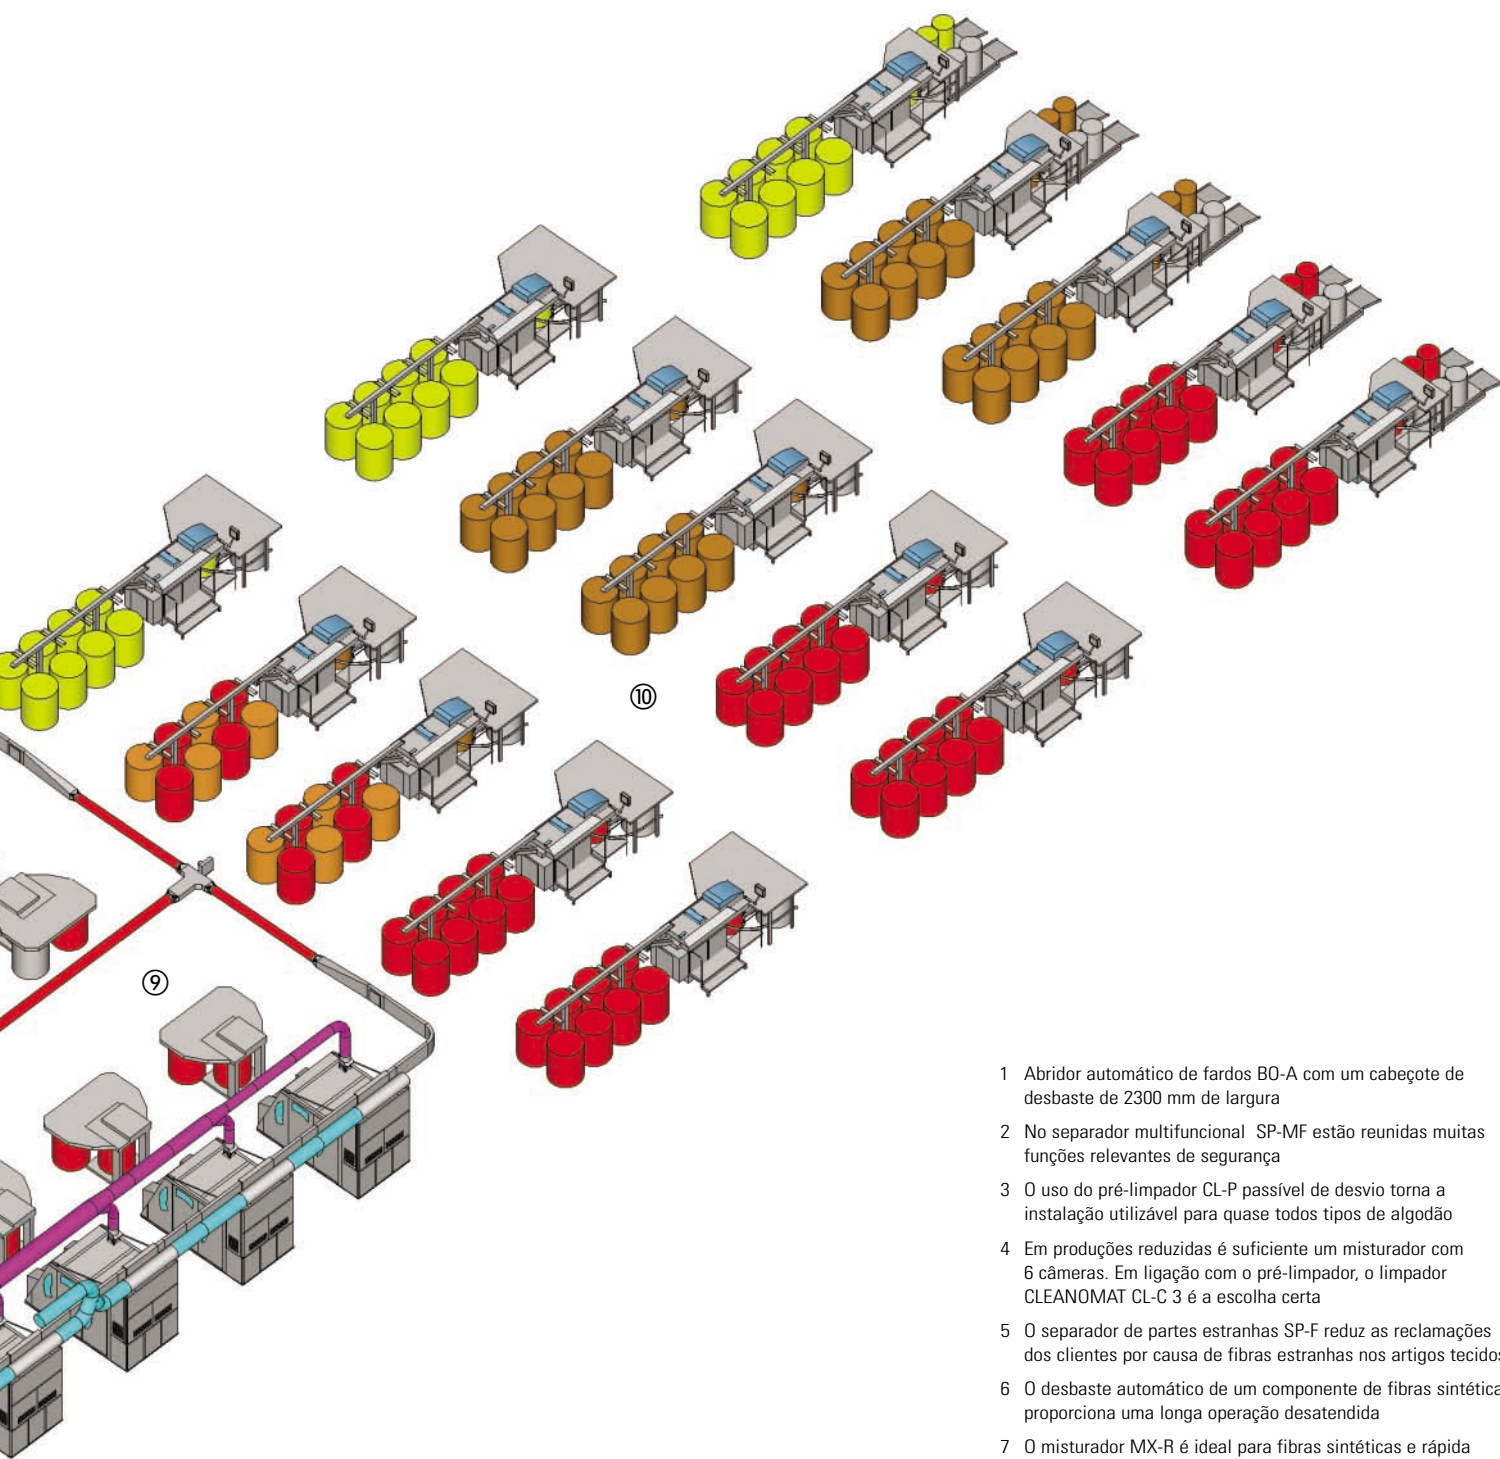 ⑩
⑨
1 Abridor automático de fardos BO-A com um cabeçote de
desbaste de 2300 mm de largura
2 No separador multifuncional SP-MF estão reunidas muitas
funções relevantes de segurança
3 O uso do pré-limpador CL-P passível de desvio torna a
instalação utilizável para quase todos tipos de algodão
4 Em produções reduzidas é suficiente um misturador com
6 câmeras. Em ligação com o pré-limpador, o limpador
CLEANOMAT CL-C 3 é a escolha certa
5 O separador de partes estranhas SP-F reduz as reclamações
dos clientes por causa de fibras estranhas nos artigos tecidos
6 O desbaste automático de um componente de fibras sintética
proporciona uma longa operação desatendida
7 O misturador MX-R é ideal para fibras sintéticas e rápida